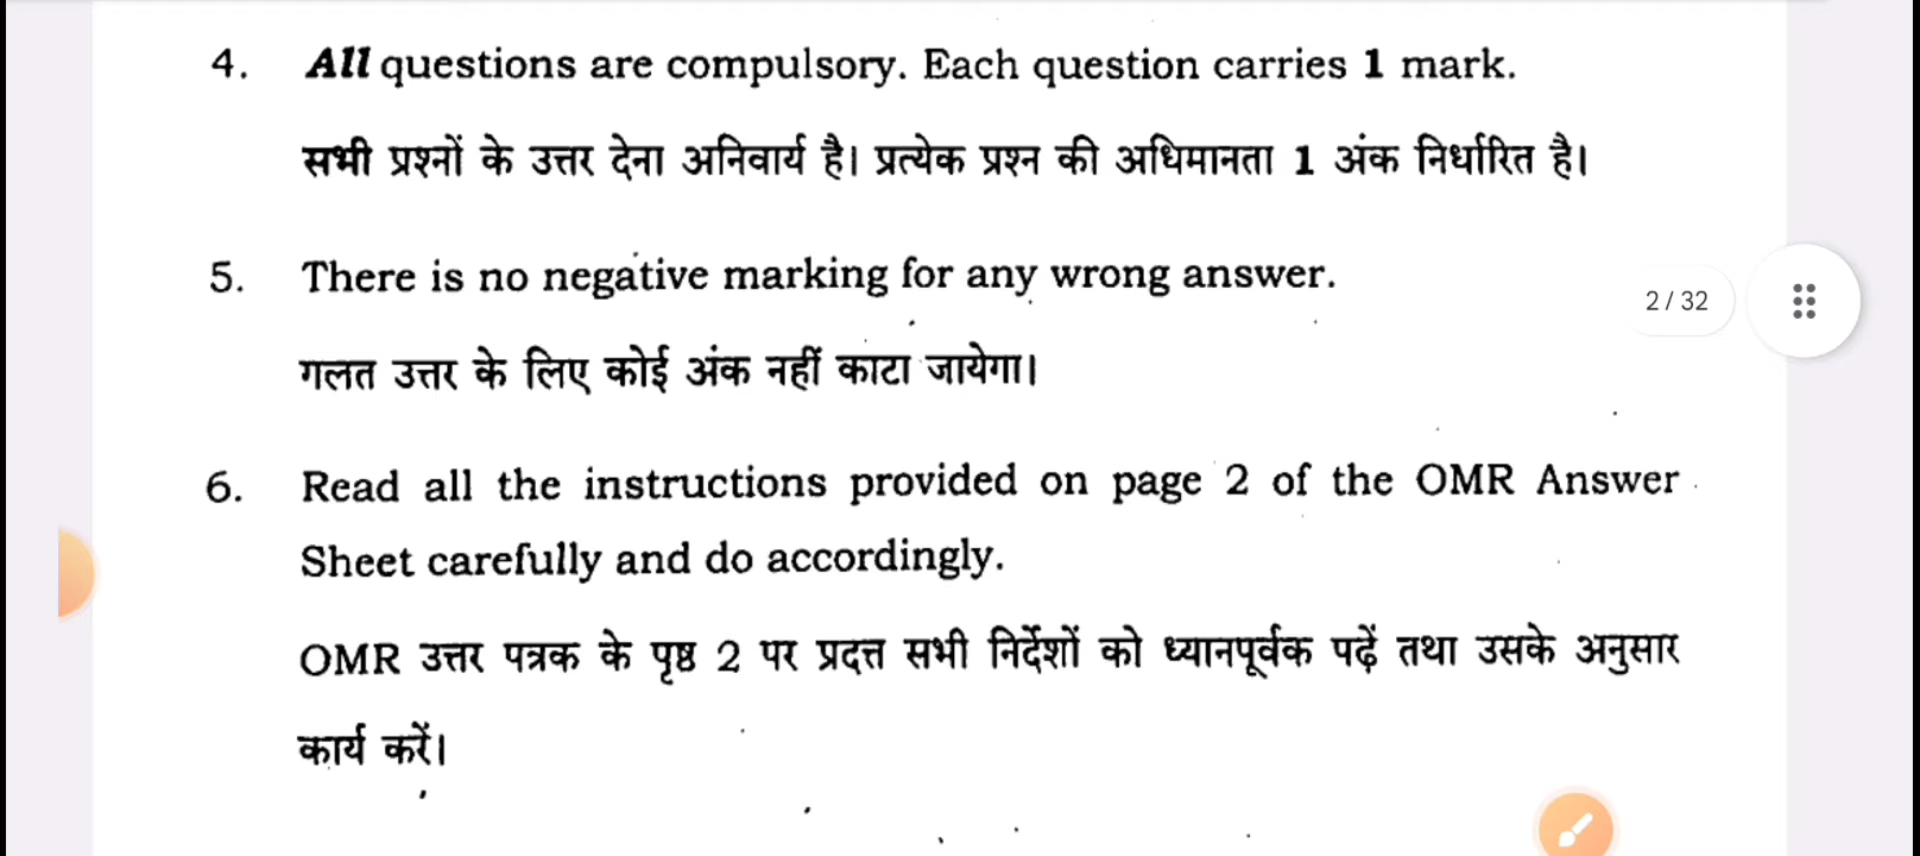 4. All questions are compulsory. Each question carries 1 mark.
सभी प्रश्नों के उत्तर देना अनिवार्य है। प्रत्येक प्रश्न की अधिमानता 1 अंक निर्धारित है।
5. There is no negative marking for any wrong answer.
2 / 32
गलत उत्तर के लिए कोई अंक नहीं काटा जायेगा।
6. Read all the instructions provided on page 2 of the OMR Answer
Sheet carefully and do accordingly.
OMR उत्तर पत्रक के पृष्ठ 2 पर प्रदत्त सभी निर्देशों को ध्यानपूर्वक पढ़ें तथा उसके अनुसार
कार्य करें।